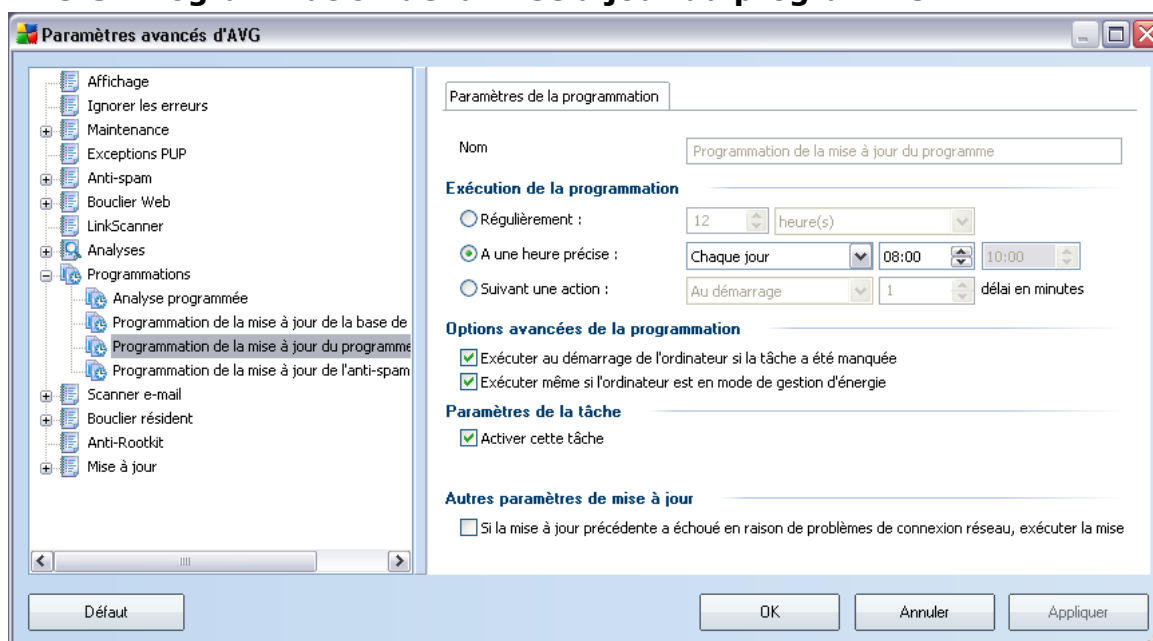 Paramètres avancés d'AVG
Affichage
Ignorer les erreurs
Maintenance
Exceptions PUP
Anti-spam
Bouclier Web
LinkScanner
Analyses
Programmations
Analyse programmée
Programmation de la mise à jour de la base de
Programmation de la mise à jour du programme
Programmation de la mise à jour de l'anti-spam
Scanner e-mail
Bouclier résident
Anti-Rootkit
Mise à jour
Paramètres de la programmation
Nom Programmation de la mise à jour du programme
Exécution de la programmation
Régulièrement : 12 heure(s)
A une heure précise : Chaque jour 08:00 10:00
Suivant une action : Au démarrage 1 délai en minutes
Options avancées de la programmation
Exécuter au démarrage de l'ordinateur si la tâche a été manquée
Exécuter même si l'ordinateur est en mode de gestion d'énergie
Paramètres de la tâche
Activer cette tâche
Autres paramètres de mise à jour
Si la mise à jour précédente a échoué en raison de problèmes de connexion réseau, exécuter la mise
Défaut OK Annuler Appliquer